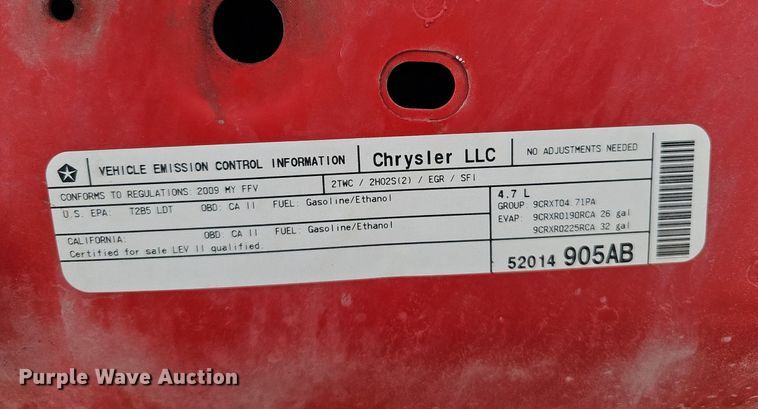 VEHICLE EMISSION CONTROL INFORMATION
Chrysler LLC
NO ADJUSTMENTS NEEDED
CONFORMS TO REGULATIONS: 2009 MY FFV
2TWC / 2HO2S(2) / EGR / SFI
U.S. EPA: T2B5 LDT OBD: CA II FUEL: Gasoline/Ethanol
4.7 L
GROUP: 9CRXT04.71PA
EVAP: 9CRXR0190RCA 26 gal
9CRXR0225RCA 32 gal
CALIFORNIA: OBD: CA II FUEL: Gasoline/Ethanol
Certified for sale LEV II qualified.
52014 905AB
Purple Wave Auction